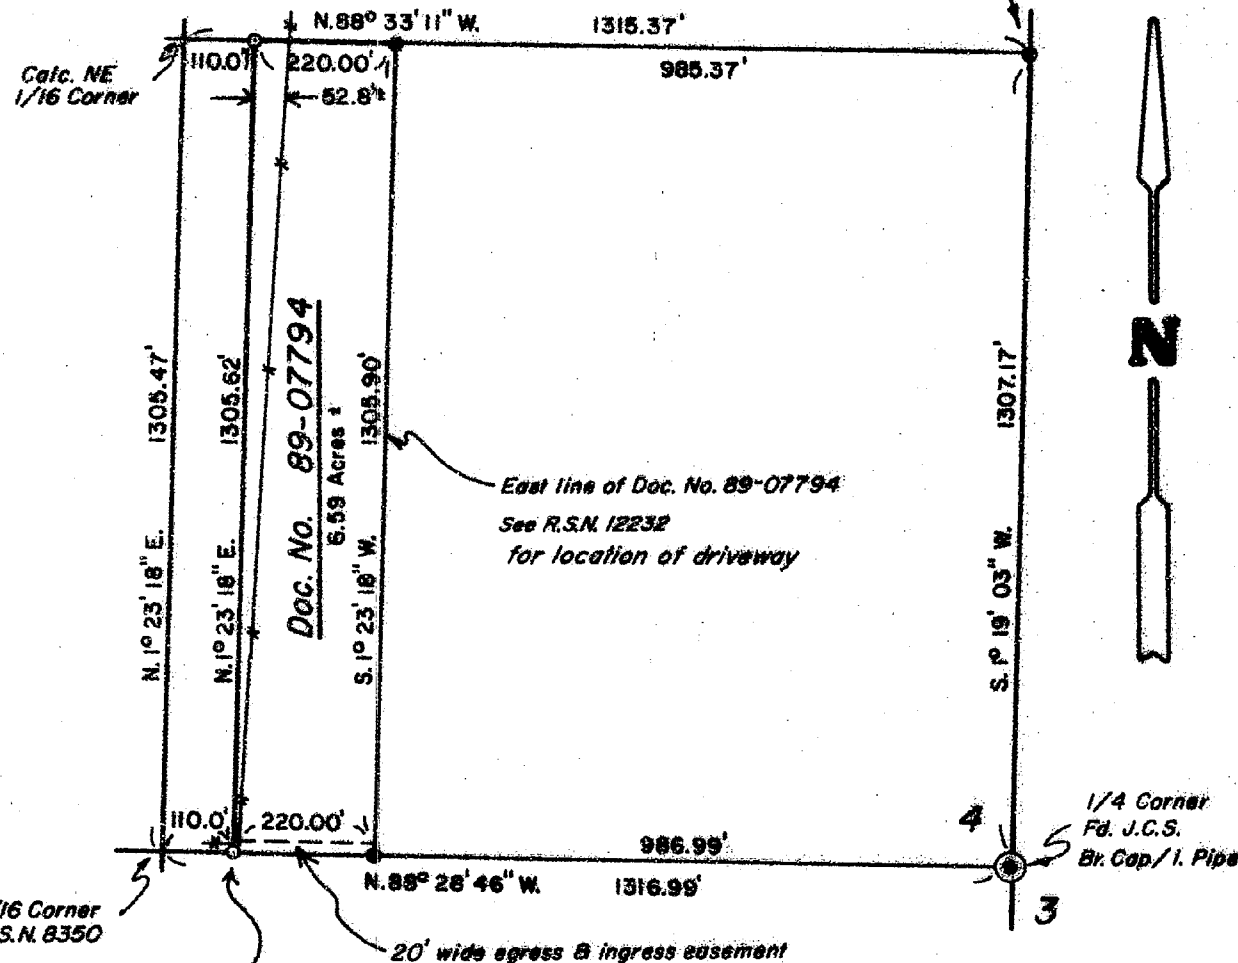 N.88° 33' 11" W.
1315.37'
110.0'
220.00'
985.37'
Calc. NE
1/16 Corner
52.8'±
1305.47'
N.1° 23' 18" E.
1305.62'
N.1° 23' 18" E.
Doc. No. 89-07794
6.59 Acres ±
1305.90'
S.1° 23' 18" W.
East line of Doc. No. 89-07794
See R.S.N. 12232
for location of driveway
1307.17'
S.1° 19' 03" W.
N
110.0'
220.00'
986.99'
N.88° 28' 46" W.
1316.99'
4
3
1/4 Corner
Fd. J.C.S.
Br. Cap/I. Pipe
/16 Corner
S.N. 8350
20' wide egress & ingress easement